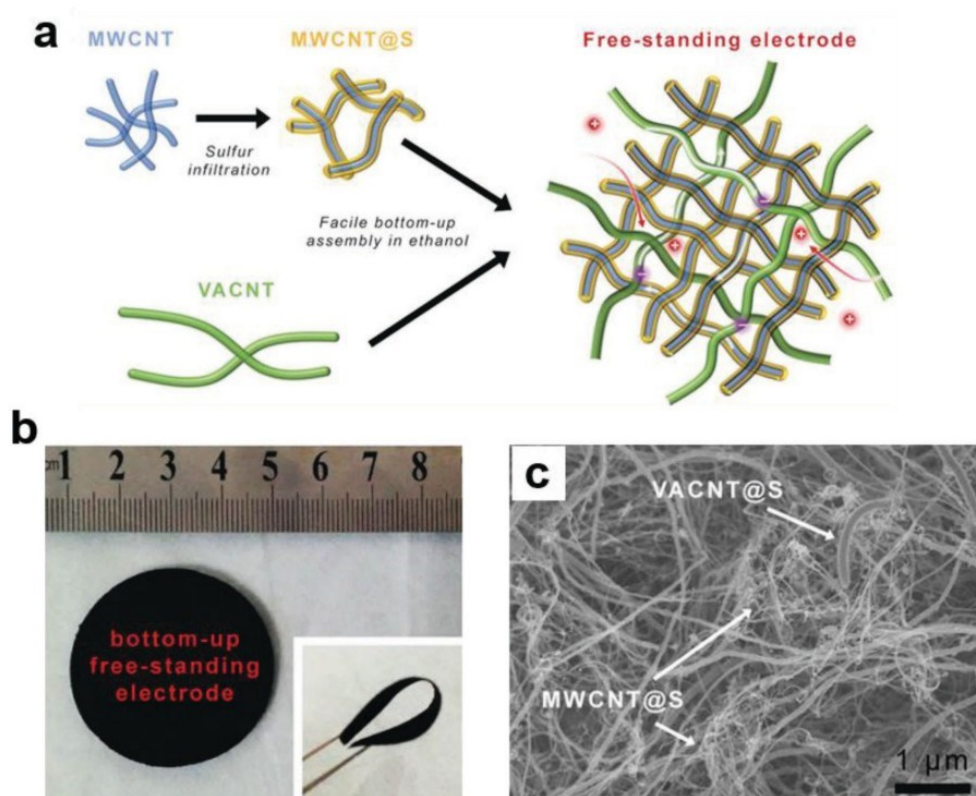 a
MWCNT
MWCNT@S
Free-standing electrode
Sulfur
infiltration
Facile bottom-up
assembly in ethanol
VACNT
+
+
+
+
-
-
-
b
cm 1 2 3 4 5 6 7 8
bottom-up
free-standing
electrode
c
VACNT@S
MWCNT@S
1 µm